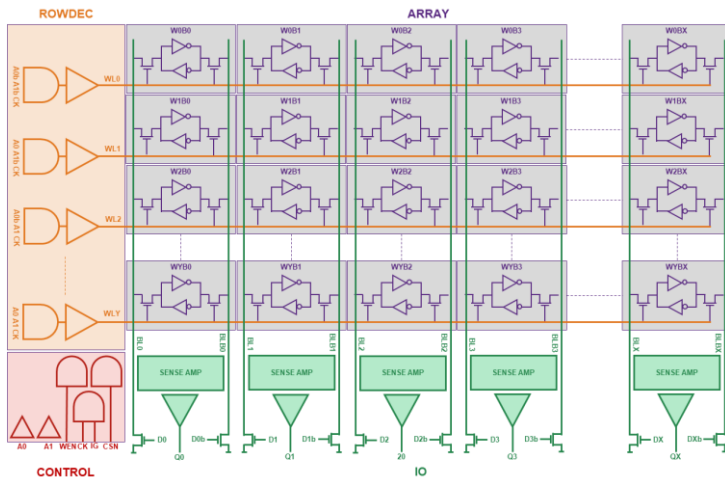 ROWDEC ARRAY
W0B0 W0B1 W0B2 W0B3 W0BX
A0b A1b CK WL0
W1B0 W1B1 W1B2 W1B3 W1BX
A0 A1b CK WL1
W2B0 W2B1 W2B2 W2B3 W2BX
A0b A1 CK WL2
WYB0 WYB1 WYB2 WYB3 WYBX
A0 A1 CK WLY
BL0 BLB0 BL1 BLB1 BL2 BLB2 BL3 BLB3 BLX BLBX
SENSE AMP SENSE AMP SENSE AMP SENSE AMP SENSE AMP
D0 D0b D1 D1b D2 D2b D3 D3b DX DXb
A0 A1 WEN CK IG CSN
Q0 Q1 20 Q3 QX
CONTROL IO